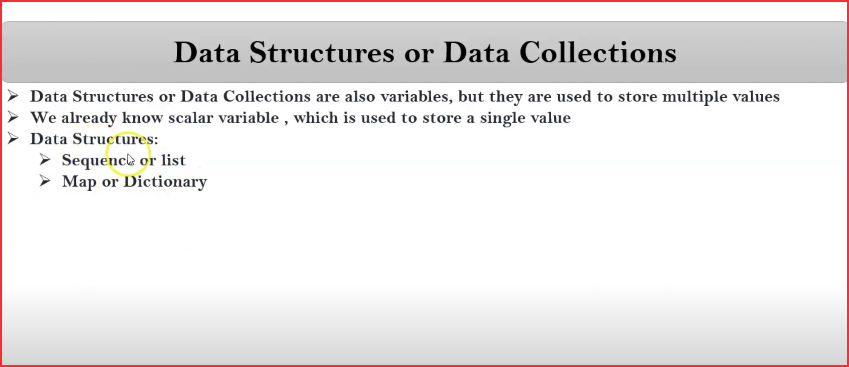 Data Structures or Data Collections
➢ Data Structures or Data Collections are also variables, but they are used to store multiple values
➢ We already know scalar variable , which is used to store a single value
➢ Data Structures:
➢ Sequence or list
➢ Map or Dictionary